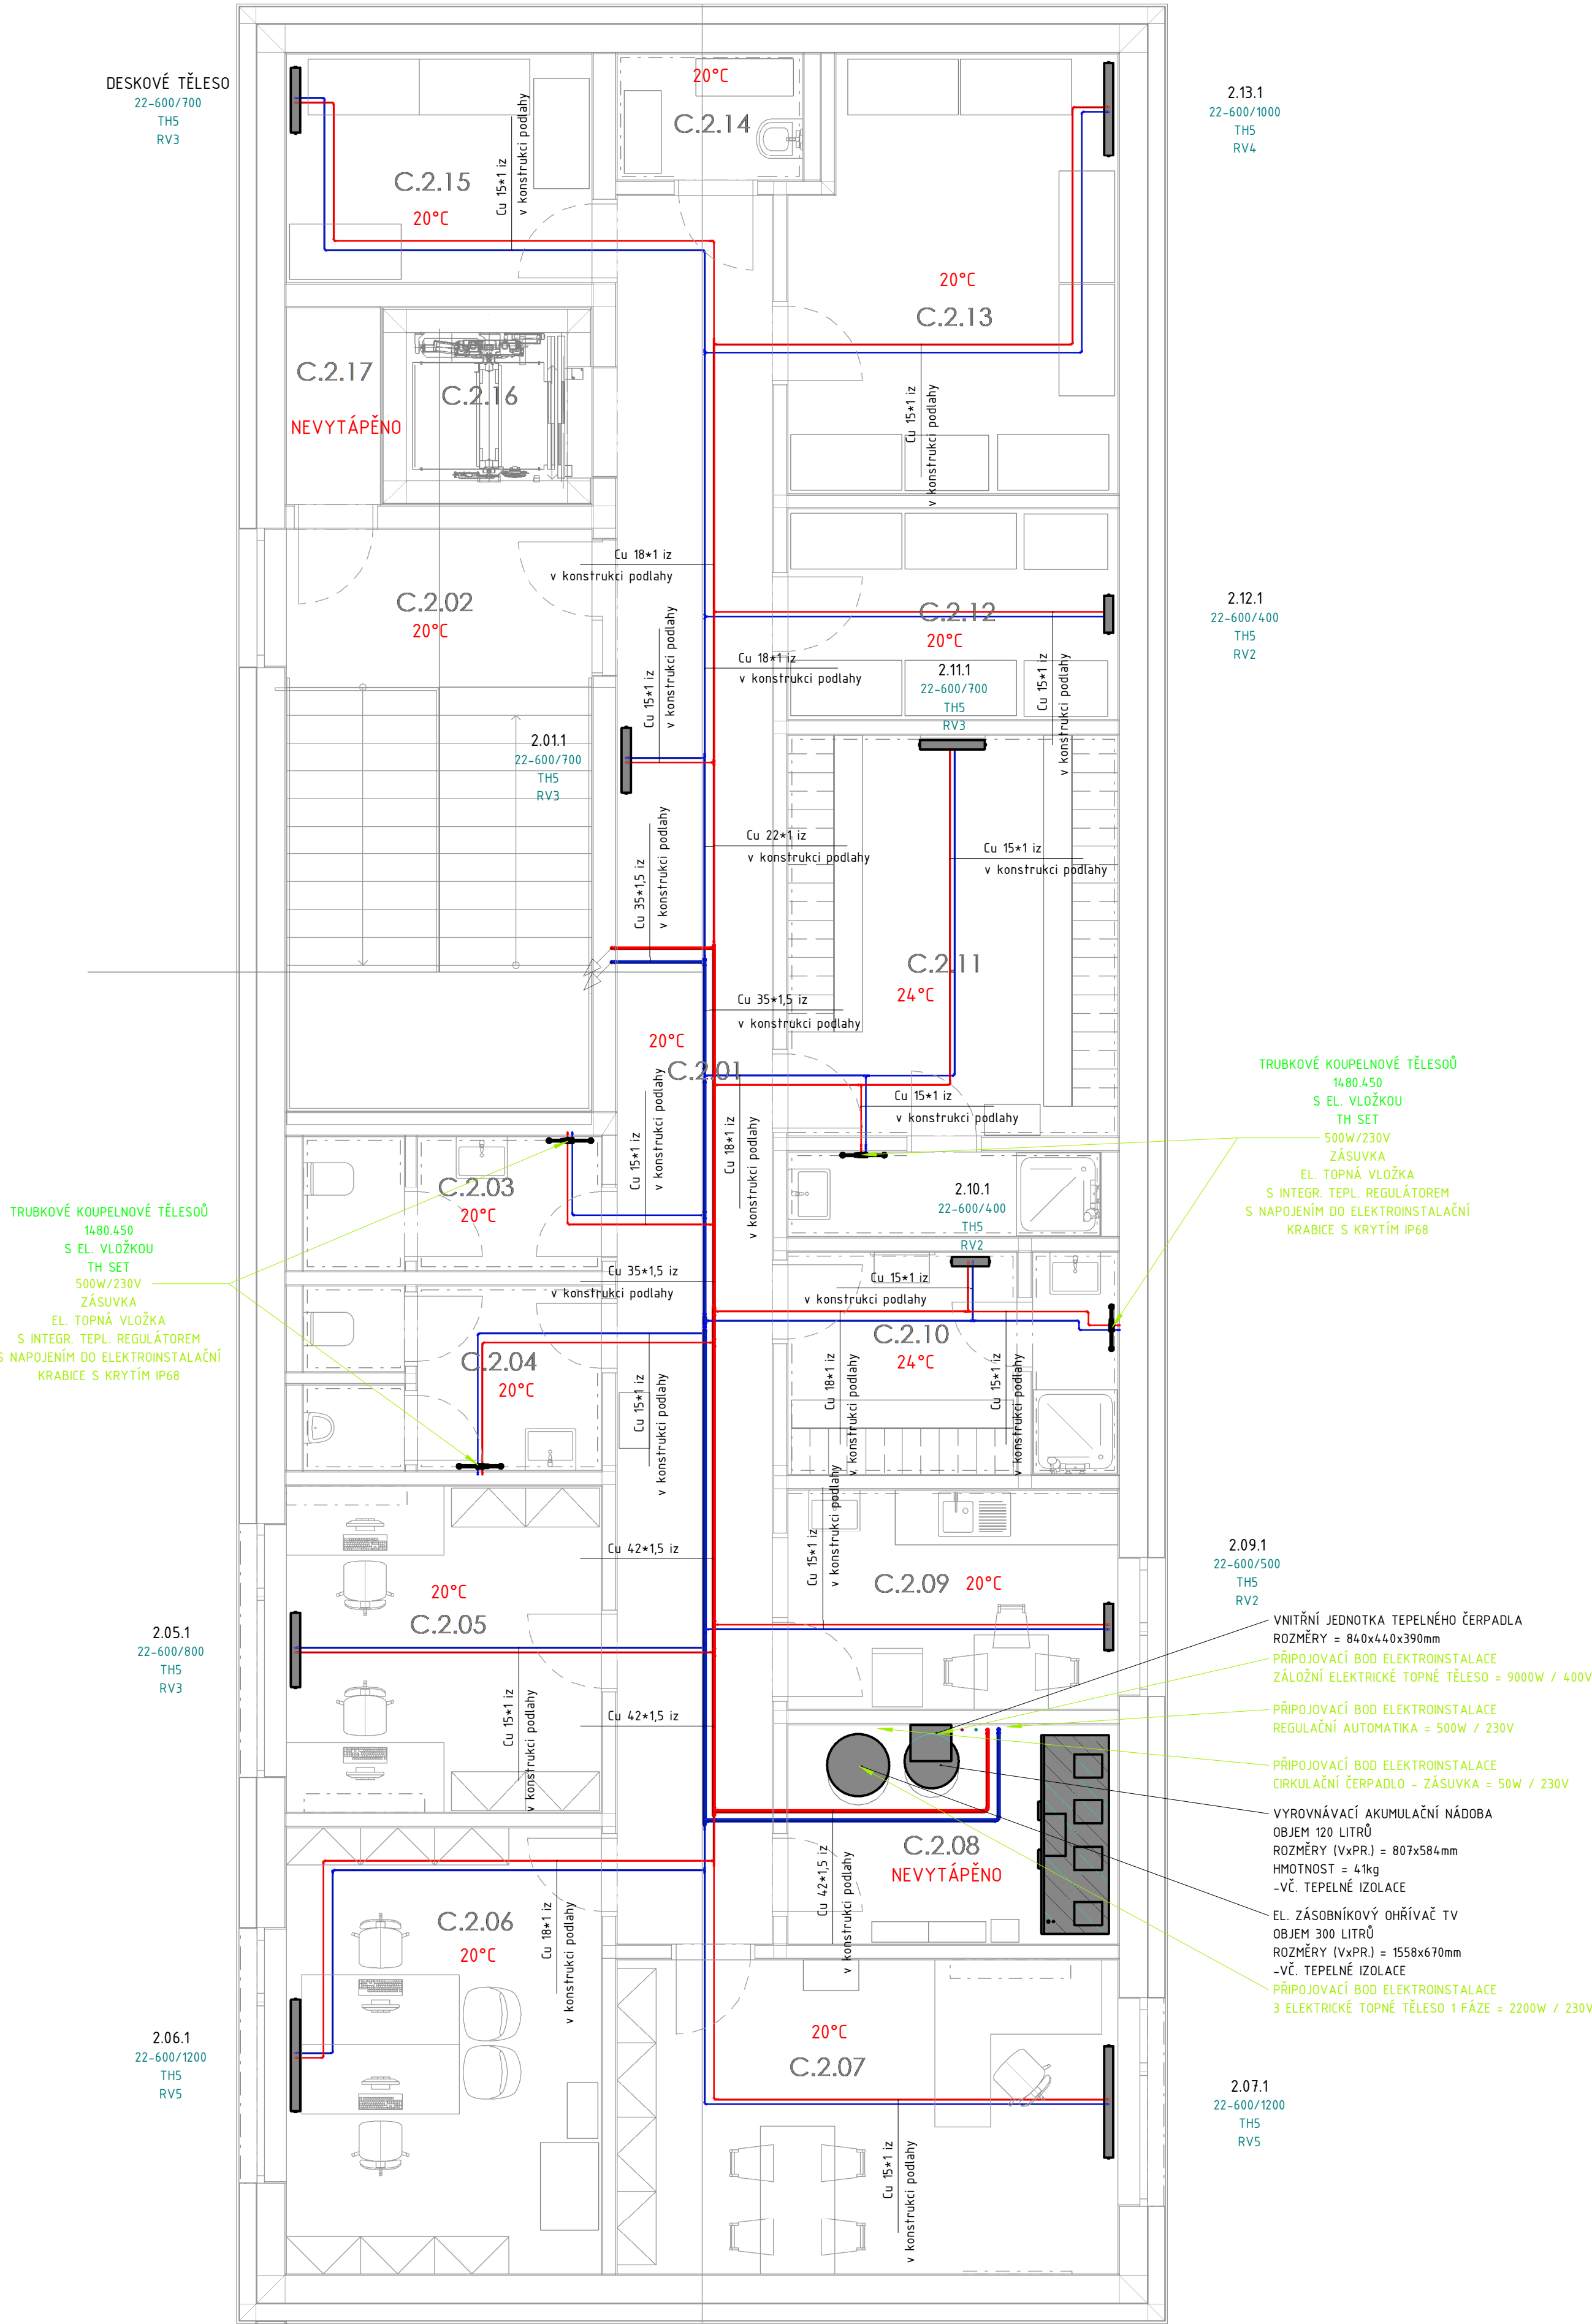 DESKOVÉ TĚLESO
22-600/700
TH5
RV3
20°C
C.2.14
2.13.1
22-600/1000
TH5
RV4
C.2.15
20°C
Cu 15*1 iz
v konstrukci podlahy
20°C
C.2.13
C.2.17
C.2.16
NEVYTÁPĚNO
Cu 15*1 iz
v konstrukci podlahy
Cu 18*1 iz
v konstrukci podlahy
C.2.02
20°C
C.2.12
20°C
2.12.1
22-600/400
TH5
RV2
Cu 15*1 iz
v konstrukci podlahy
Cu 18*1 iz
v konstrukci podlahy
2.11.1
22-600/700
TH5
RV3
Cu 15*1 iz
v konstrukci podlahy
2.01.1
22-600/700
TH5
RV3
Cu 22*1 iz
v konstrukci podlahy
Cu 15*1 iz
v konstrukci podlahy
Cu 35*1,5 iz
v konstrukci podlahy
C.2.11
24°C
Cu 35*1,5 iz
v konstrukci podlahy
20°C
C.2.01
Cu 15*1 iz
v konstrukci podlahy
Cu 15*1 iz
v konstrukci podlahy
Cu 18*1 iz
v konstrukci podlahy
TRUBKOVÉ KOUPELNOVÉ TĚLESOŮ
1480.450
S EL. VLOŽKOU
TH SET
500W/230V
ZÁSUVKA
EL. TOPNÁ VLOŽKA
S INTEGR. TEPL. REGULÁTOREM
S NAPOJENÍM DO ELEKTROINSTALAČNÍ
KRABICE S KRYTÍM IP68
C.2.03
20°C
2.10.1
22-600/400
TH5
RV2
TRUBKOVÉ KOUPELNOVÉ TĚLESOŮ
1480.450
S EL. VLOŽKOU
TH SET
500W/230V
ZÁSUVKA
EL. TOPNÁ VLOŽKA
S INTEGR. TEPL. REGULÁTOREM
S NAPOJENÍM DO ELEKTROINSTALAČNÍ
KRABICE S KRYTÍM IP68
Cu 35*1,5 iz
v konstrukci podlahy
Cu 15*1 iz
v konstrukci podlahy
C.2.10
24°C
C.2.04
20°C
Cu 15*1 iz
v konstrukci podlahy
Cu 18*1 iz
v konstrukci podlahy
Cu 15*1 iz
v konstrukci podlahy
Cu 42*1,5 iz
Cu 15*1 iz
v konstrukci podlahy
20°C
C.2.05
C.2.09
20°C
2.09.1
22-600/500
TH5
RV2
2.05.1
22-600/800
TH5
RV3
Cu 15*1 iz
v konstrukci podlahy
Cu 42*1,5 iz
VNITŘNÍ JEDNOTKA TEPELNÉHO ČERPADLA
ROZMĚRY = 840x440x390mm
PŘIPOJOVACÍ BOD ELEKTROINSTALACE
ZÁLOŽNÍ ELEKTRICKÉ TOPNÉ TĚLESO = 9000W / 400V
PŘIPOJOVACÍ BOD ELEKTROINSTALACE
REGULAČNÍ AUTOMATIKA = 500W / 230V
PŘIPOJOVACÍ BOD ELEKTROINSTALACE
CIRKULAČNÍ ČERPADLO - ZÁSUVKA = 50W / 230V
VYROVNÁVACÍ AKUMULAČNÍ NÁDOBA
OBJEM 120 LITRŮ
ROZMĚRY (VxPR.) = 807x584mm
HMOTNOST = 41kg
-VČ. TEPELNÉ IZOLACE
EL. ZÁSOBNÍKOVÝ OHŘÍVAČ TV
OBJEM 300 LITRŮ
ROZMĚRY (VxPR.) = 1558x670mm
-VČ. TEPELNÉ IZOLACE
PŘIPOJOVACÍ BOD ELEKTROINSTALACE
3 ELEKTRICKÉ TOPNÉ TĚLESO 1 FÁZE = 2200W / 230V
C.2.08
NEVYTÁPĚNO
Cu 42*1,5 iz
v konstrukci podlahy
C.2.06
20°C
Cu 18*1 iz
v konstrukci podlahy
2.06.1
22-600/1200
TH5
RV5
20°C
C.2.07
2.07.1
22-600/1200
TH5
RV5
Cu 15*1 iz
v konstrukci podlahy